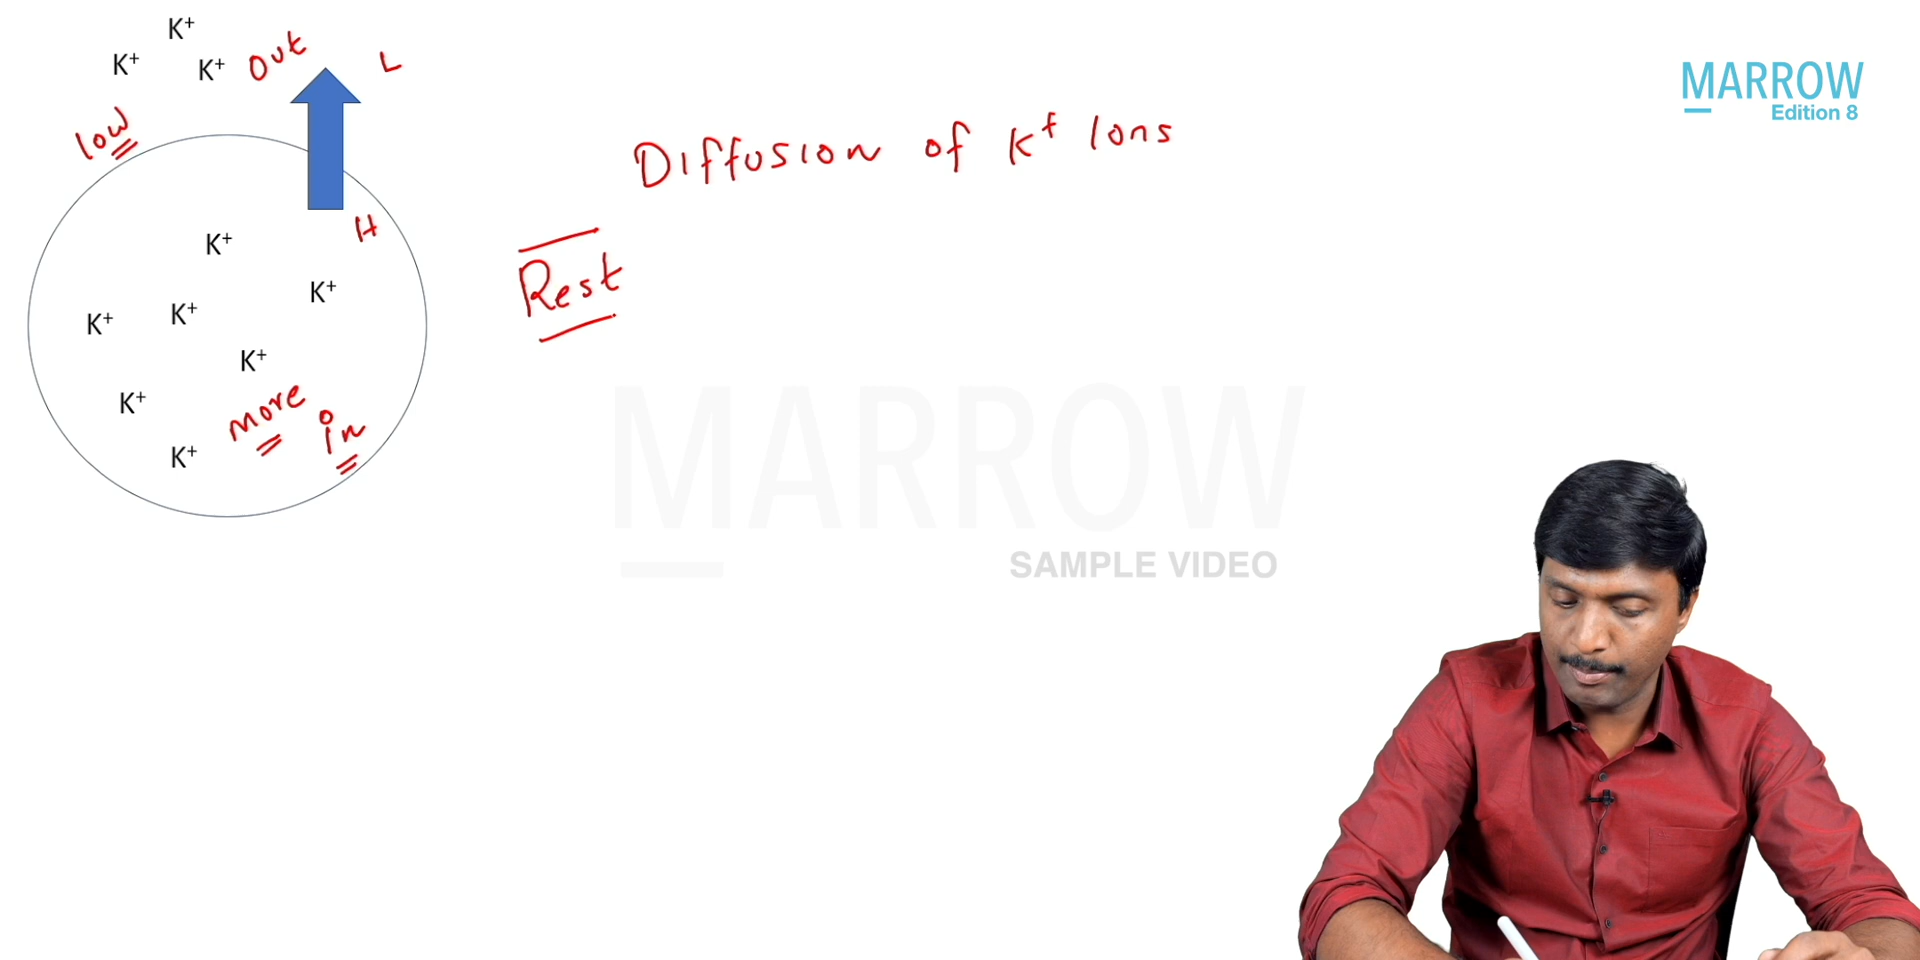 K⁺
K⁺
K⁺
Out
L
low
MARROW
Edition 8
Diffusion of K⁺ Ions
H
K⁺
K⁺
K⁺
K⁺
Rest
K⁺
K⁺
more in
K⁺
MARROW
SAMPLE VIDEO